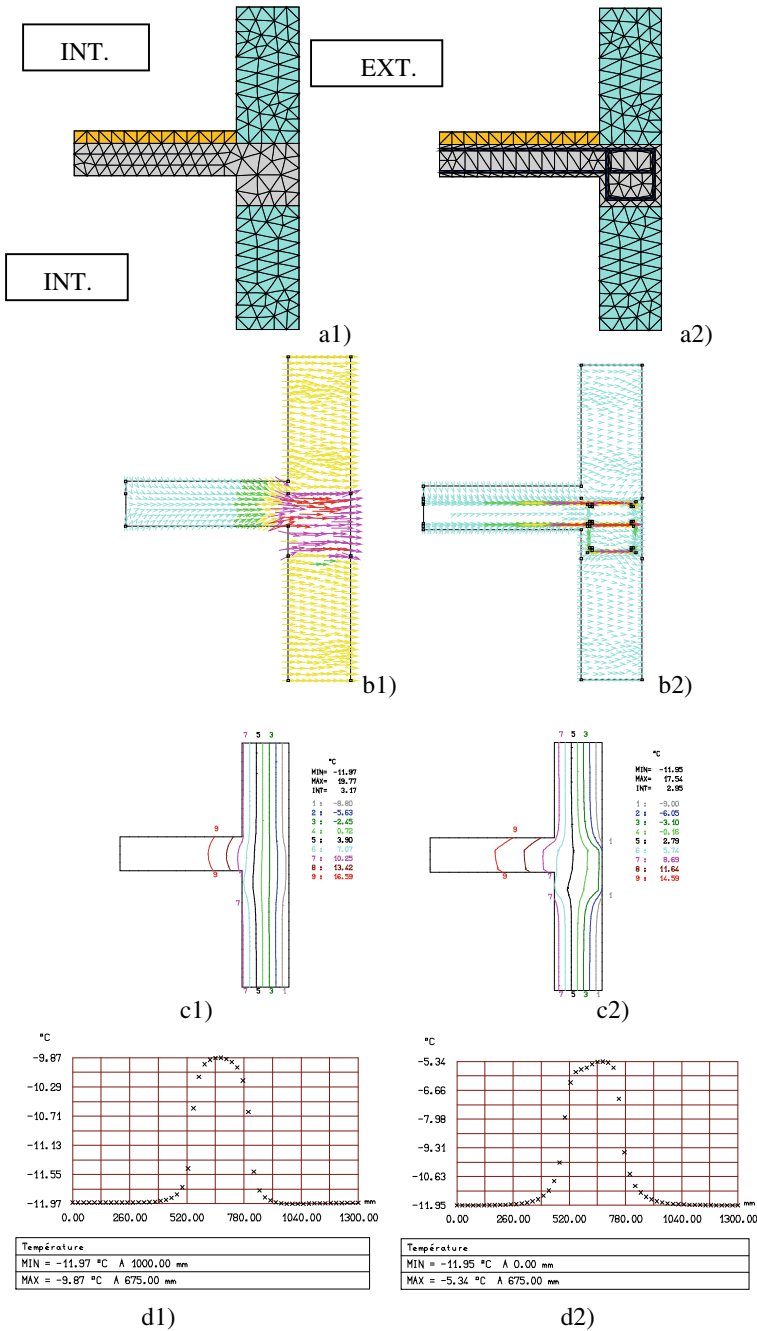 INT.
EXT.
INT.
a1)
a2)
b1)
b2)
7 5 3
°C
MIN= -11.97
MAX= 19.77
INT= 3.17
1 : -8.80
2 : -5.63
3 : -2.45
4 : 0.72
5 : 3.90
6 : 7.07
7 : 10.25
8 : 13.42
9 : 16.59
9
9
7
7 5 3 1
7 5 3
°C
MIN= -11.95
MAX= 17.54
INT= 2.95
1 : -9.00
2 : -6.05
3 : -3.10
4 : -0.16
5 : 2.79
6 : 5.74
7 : 8.69
8 : 11.64
9 : 14.59
9
1
9
7
1
7 5 3
c1)
c2)
°C
-9.87
-10.29
-10.71
-11.13
-11.55
-11.97
0.00 260.00 520.00 780.00 1040.00 1300.00
mm
Température
MIN = -11.97 °C A 1000.00 mm
MAX = -9.87 °C A 675.00 mm
°C
-5.34
-6.66
-7.98
-9.31
-10.63
-11.95
0.00 260.00 520.00 780.00 1040.00 1300.00
mm
Température
MIN = -11.95 °C A 0.00 mm
MAX = -5.34 °C A 675.00 mm
d1)
d2)